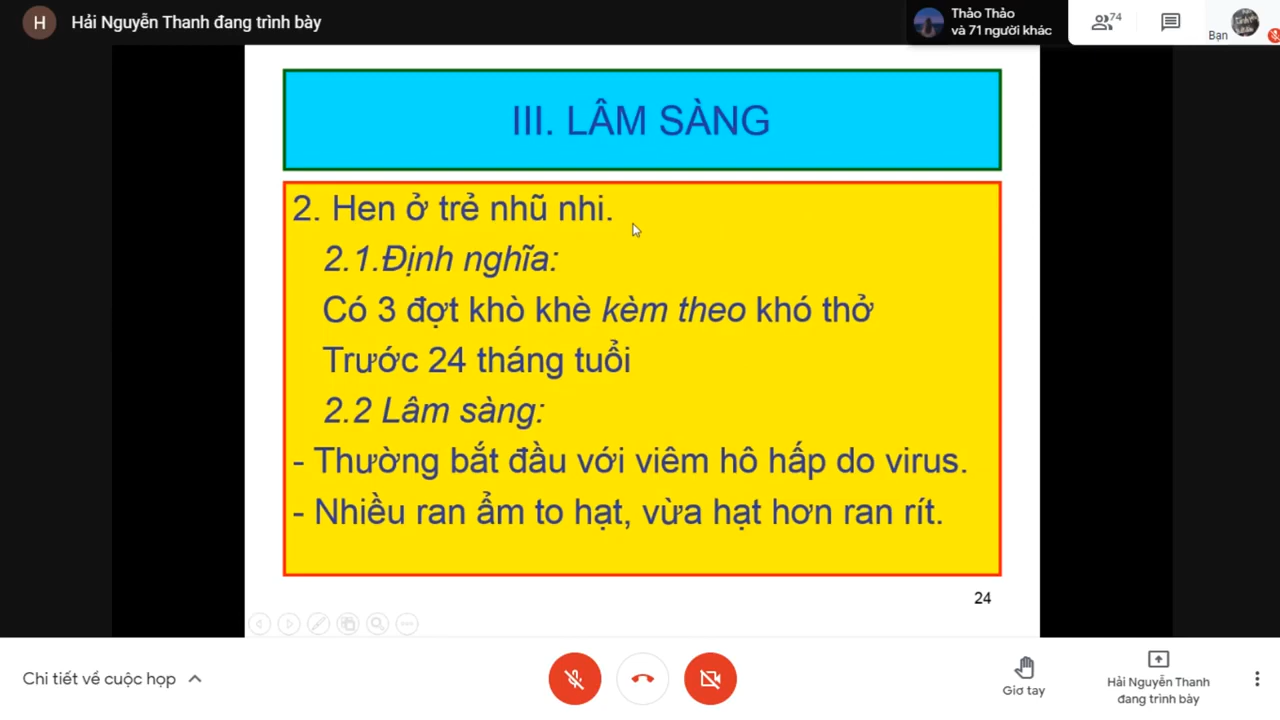 H Hải Nguyễn Thanh đang trình bày
Thảo Thảo
và 71 người khác
74
Bạn
III. LÂM SÀNG
2. Hen ở trẻ nhũ nhi.
2.1.Định nghĩa:
Có 3 đợt khò khè kèm theo khó thở
Trước 24 tháng tuổi
2.2 Lâm sàng:
- Thường bắt đầu với viêm hô hấp do virus.
- Nhiều ran ẩm to hạt, vừa hạt hơn ran rít.
24
Chi tiết về cuộc họp
Giơ tay
Hải Nguyễn Thanh
đang trình bày